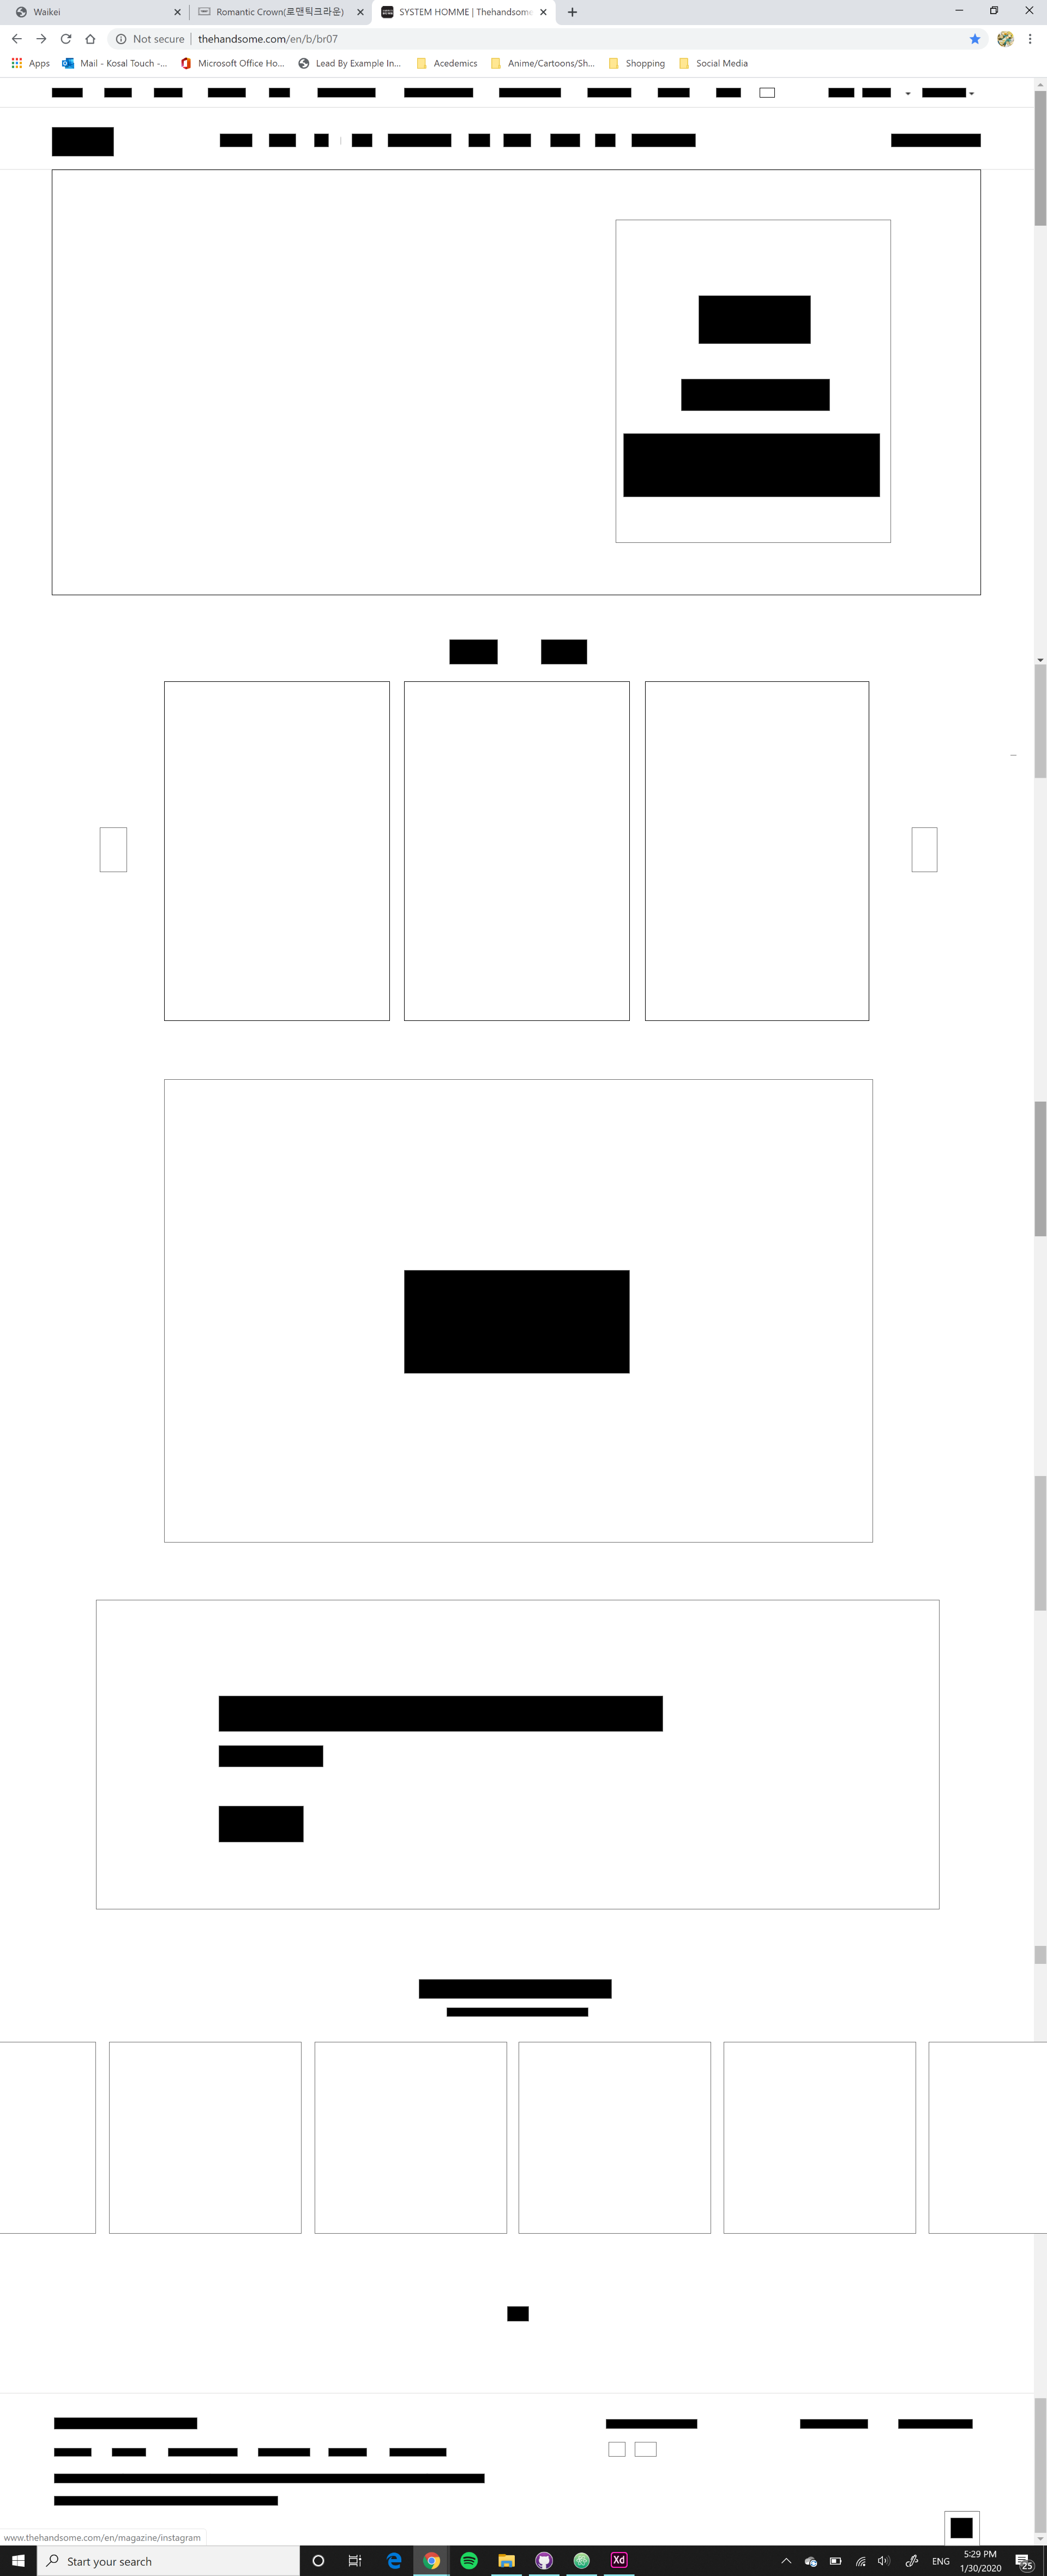 Waikei
Romantic Crown(로맨틱크라운)
SYSTEM HOMME | Thehandsome
Not secure
thehandsome.com/en/b/br07
Apps
Mail - Kosal Touch -...
Microsoft Office Ho...
Lead By Example In...
Acedemics
Anime/Cartoons/Sh...
Shopping
Social Media
www.thehandsome.com/en/magazine/instagram
Start your search
Xd
ENG
5:29 PM
1/30/2020
25